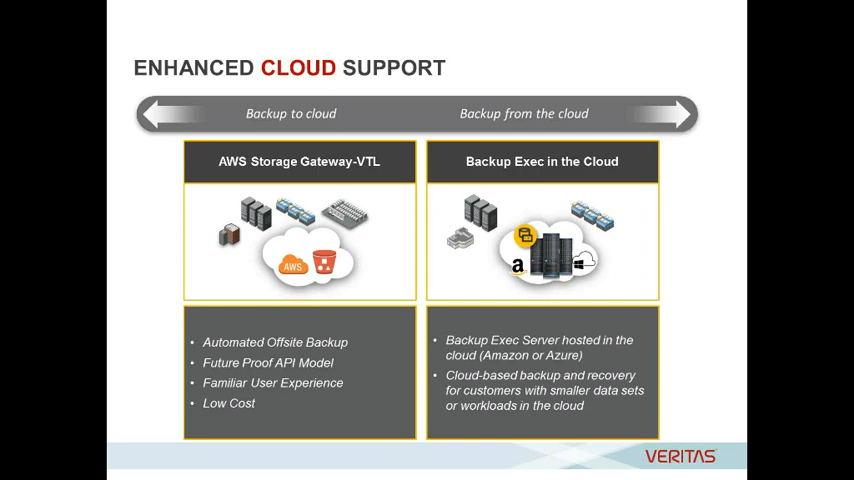 ENHANCED CLOUD SUPPORT
Backup to cloud
Backup from the cloud
AWS Storage Gateway-VTL
Backup Exec in the Cloud
AWS
a
• Automated Offsite Backup
• Future Proof API Model
• Familiar User Experience
• Low Cost
• Backup Exec Server hosted in the
cloud (Amazon or Azure)
• Cloud-based backup and recovery
for customers with smaller data sets
or workloads in the cloud
VERITAS